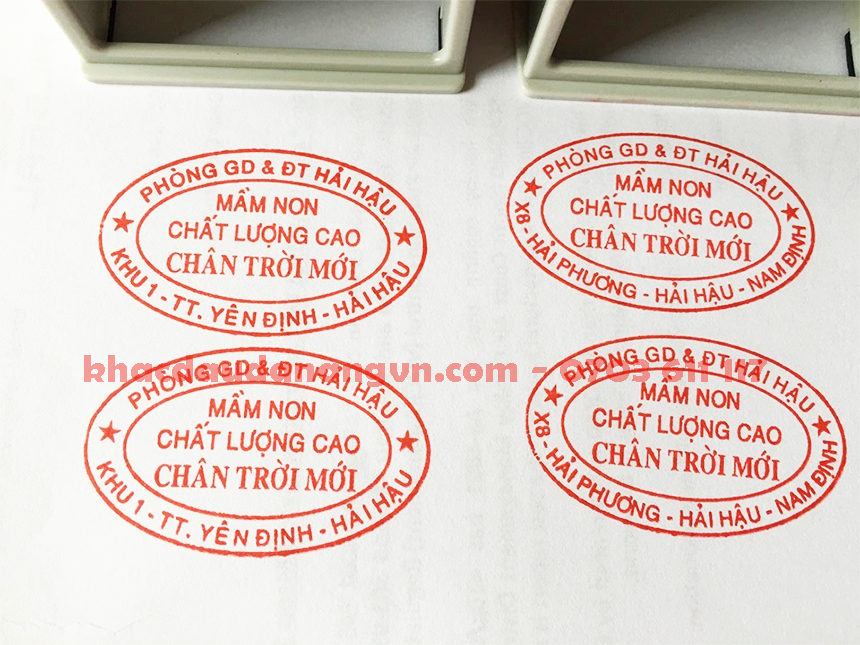 PHÒNG GD & ĐT HẢI HẬU
MẦM NON
CHẤT LƯỢNG CAO
CHÂN TRỜI MỚI
KHU 1 - TT. YÊN ĐỊNH - HẢI HẬU
PHÒNG GD & ĐT HẢI HẬU
MẦM NON
CHẤT LƯỢNG CAO
CHÂN TRỜI MỚI
X8 - HẢI PHƯƠNG - HẢI HẬU - NAM ĐỊNH
khacdaudanangvn.com - 0703 611 117
PHÒNG GD & ĐT HẢI HẬU
MẦM NON
CHẤT LƯỢNG CAO
CHÂN TRỜI MỚI
KHU 1 - TT. YÊN ĐỊNH - HẢI HẬU
PHÒNG GD & ĐT HẢI HẬU
MẦM NON
CHẤT LƯỢNG CAO
CHÂN TRỜI MỚI
X8 - HẢI PHƯƠNG - HẢI HẬU - NAM ĐỊNH